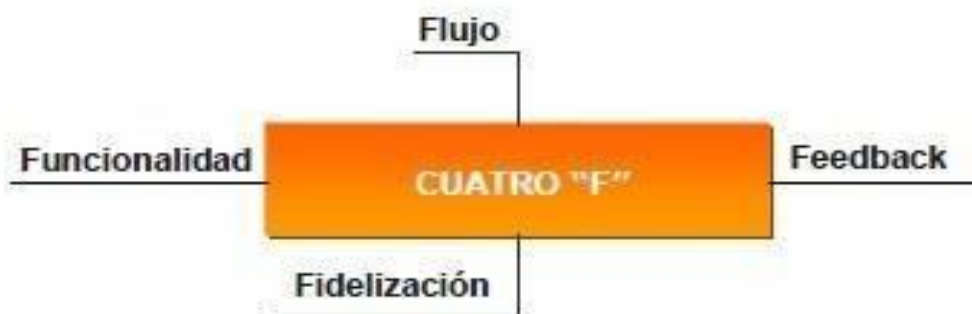 Flujo
Funcionalidad
CUATRO "F"
Feedback
Fidelización